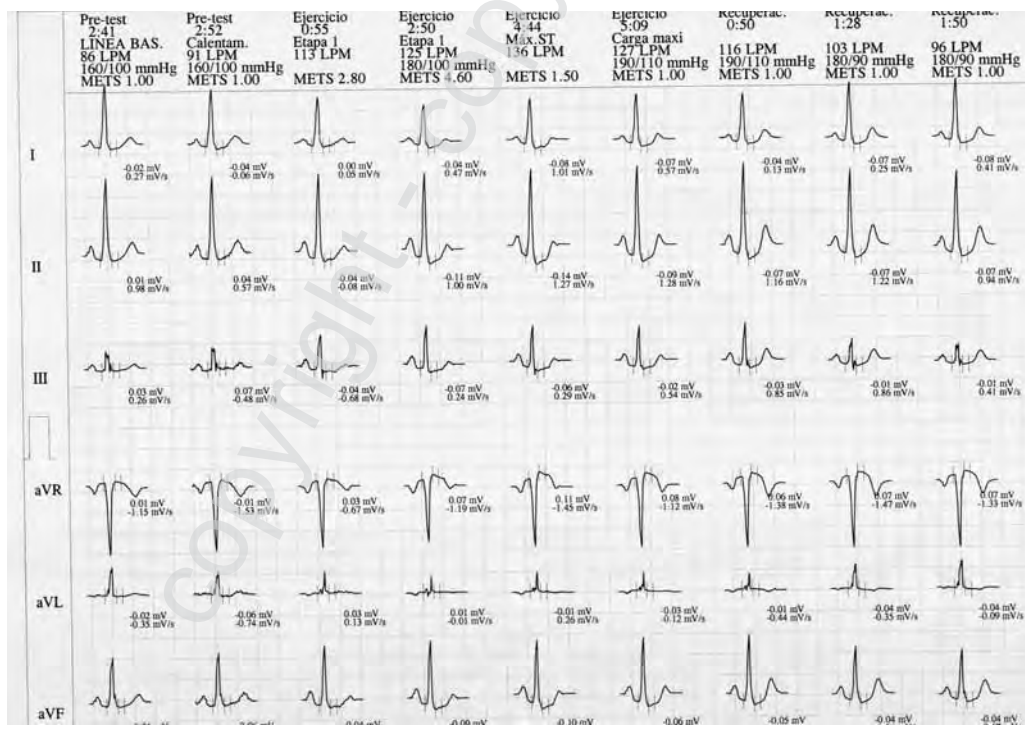 Pre-test
2:41
LINEA BAS.
86 LPM
160/100 mmHg
METS 1.00
Pre-test
2:52
Calentam.
91 LPM
160/100 mmHg
METS 1.00
Ejercicio
0:55
Etapa 1
113 LPM
METS 2.80
Ejercicio
2:50
Etapa 1
125 LPM
180/100 mmHg
METS 4.60
Ejercicio
4:44
Máx.ST
136 LPM
METS 1.50
Ejercicio
5:09
Carga maxi
127 LPM
190/110 mmHg
METS 1.00
Recuperac.
0:50
116 LPM
190/110 mmHg
METS 1.00
Recuperac.
1:28
103 LPM
180/90 mmHg
METS 1.00
Recuperac.
1:50
96 LPM
180/90 mmHg
METS 1.00
I
-0.02 mV
0.27 mV/s
-0.04 mV
-0.06 mV/s
0.00 mV
0.05 mV/s
-0.04 mV
0.47 mV/s
-0.08 mV
1.01 mV/s
-0.07 mV
0.57 mV/s
-0.04 mV
0.13 mV/s
-0.07 mV
0.25 mV/s
-0.08 mV
0.41 mV/s
II
0.01 mV
0.98 mV/s
0.04 mV
0.57 mV/s
-0.04 mV
-0.08 mV/s
-0.11 mV
1.00 mV/s
-0.14 mV
1.27 mV/s
-0.09 mV
1.28 mV/s
-0.07 mV
1.16 mV/s
-0.07 mV
1.22 mV/s
-0.07 mV
0.94 mV/s
III
0.03 mV
0.26 mV/s
0.07 mV
-0.48 mV/s
-0.04 mV
-0.68 mV/s
-0.07 mV
0.24 mV/s
-0.06 mV
0.29 mV/s
-0.02 mV
0.54 mV/s
-0.03 mV
0.85 mV/s
-0.01 mV
0.86 mV/s
-0.01 mV
0.41 mV/s
aVR
0.01 mV
-1.15 mV/s
-0.01 mV
-1.53 mV/s
0.03 mV
-0.67 mV/s
0.07 mV
-1.19 mV/s
0.11 mV
-1.45 mV/s
0.08 mV
-1.12 mV/s
0.06 mV
-1.38 mV/s
0.07 mV
-1.47 mV/s
0.07 mV
-1.33 mV/s
aVL
-0.02 mV
-0.35 mV/s
-0.06 mV
-0.74 mV/s
0.03 mV
0.13 mV/s
0.01 mV
-0.01 mV/s
-0.01 mV
0.26 mV/s
-0.03 mV
-0.12 mV/s
-0.01 mV
-0.44 mV/s
-0.04 mV
-0.35 mV/s
-0.04 mV
-0.09 mV/s
aVF
-0.04 mV
-0.09 mV
-0.10 mV
-0.06 mV
-0.05 mV
-0.94 mV
-0.04 mV
copyright